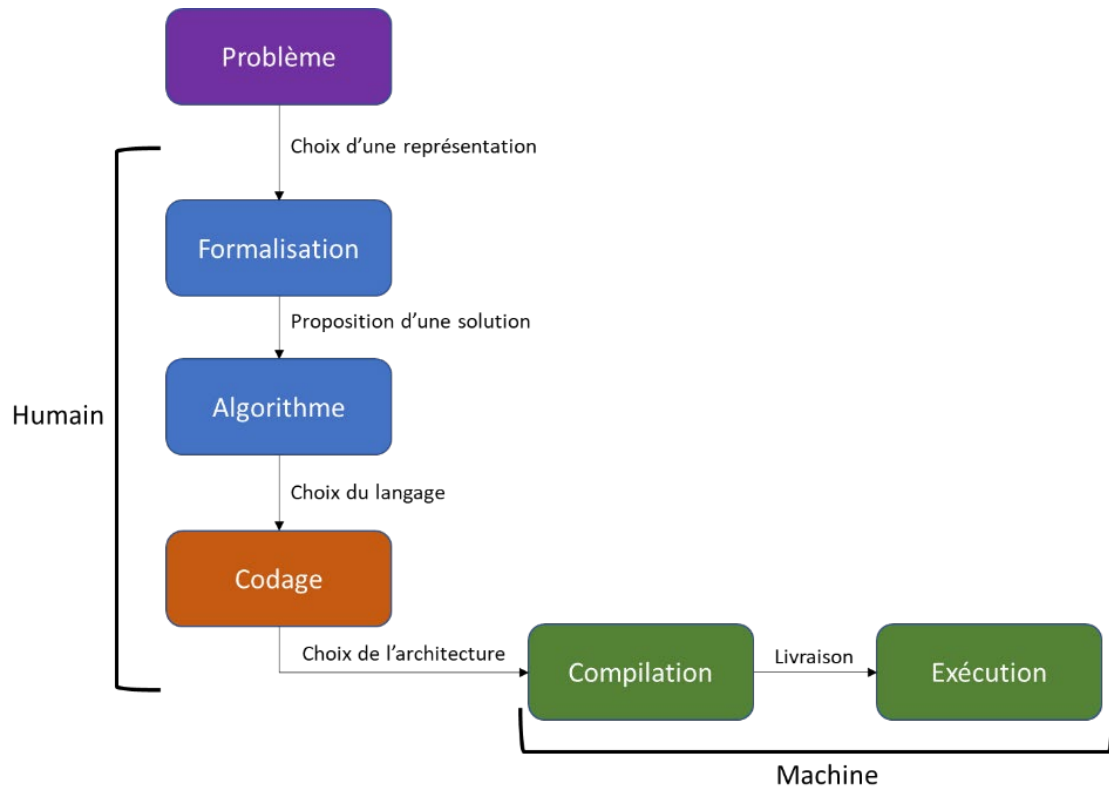 Problème
Choix d’une représentation
Formalisation
Proposition d’une solution
Humain
Algorithme
Choix du langage
Codage
Choix de l’architecture
Compilation
Livraison
Exécution
Machine